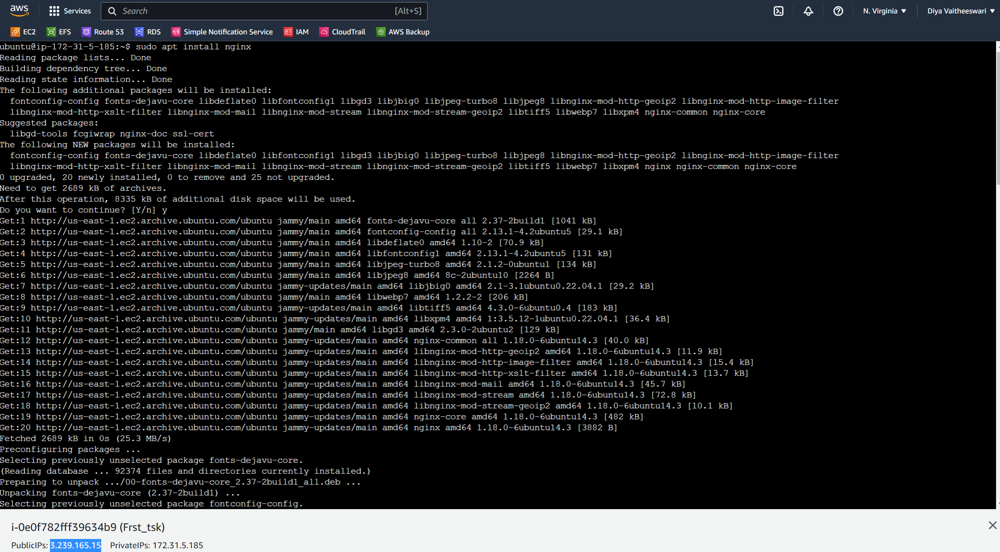 aws Services Search [Alt+S] N. Virginia ▼ Diya Vaitheeswari ▼
EC2 EFS Route 53 RDS Simple Notification Service IAM CloudTrail AWS Backup
ubuntu@ip-172-31-5-185:~$ sudo apt install nginx
Reading package lists... Done
Building dependency tree... Done
Reading state information... Done
The following additional packages will be installed:
fontconfig-config fonts-dejavu-core libdeflate0 libfontconfig1 libgd3 libjbig0 libjpeg-turbo8 libjpeg8 libnginx-mod-http-geoip2 libnginx-mod-http-image-filter
libnginx-mod-http-xslt-filter libnginx-mod-mail libnginx-mod-stream libnginx-mod-stream-geoip2 libtiff5 libwebp7 libxpm4 nginx-common nginx-core
Suggested packages:
libgd-tools fcgiwrap nginx-doc ssl-cert
The following NEW packages will be installed:
fontconfig-config fonts-dejavu-core libdeflate0 libfontconfig1 libgd3 libjbig0 libjpeg-turbo8 libjpeg8 libnginx-mod-http-geoip2 libnginx-mod-http-image-filter
libnginx-mod-http-xslt-filter libnginx-mod-mail libnginx-mod-stream libnginx-mod-stream-geoip2 libtiff5 libwebp7 libxpm4 nginx nginx-common nginx-core
0 upgraded, 20 newly installed, 0 to remove and 25 not upgraded.
Need to get 2689 kB of archives.
After this operation, 8335 kB of additional disk space will be used.
Do you want to continue? [Y/n] y
Get:1 http://us-east-1.ec2.archive.ubuntu.com/ubuntu jammy/main amd64 fonts-dejavu-core all 2.37-2build1 [1041 kB]
Get:2 http://us-east-1.ec2.archive.ubuntu.com/ubuntu jammy/main amd64 fontconfig-config all 2.13.1-4.2ubuntu5 [29.1 kB]
Get:3 http://us-east-1.ec2.archive.ubuntu.com/ubuntu jammy/main amd64 libdeflate0 amd64 1.10-2 [70.9 kB]
Get:4 http://us-east-1.ec2.archive.ubuntu.com/ubuntu jammy/main amd64 libfontconfig1 amd64 2.13.1-4.2ubuntu5 [131 kB]
Get:5 http://us-east-1.ec2.archive.ubuntu.com/ubuntu jammy/main amd64 libjpeg-turbo8 amd64 2.1.2-0ubuntu1 [134 kB]
Get:6 http://us-east-1.ec2.archive.ubuntu.com/ubuntu jammy/main amd64 libjpeg8 amd64 8c-2ubuntu10 [2264 B]
Get:7 http://us-east-1.ec2.archive.ubuntu.com/ubuntu jammy-updates/main amd64 libjbig0 amd64 2.1-3.1ubuntu0.22.04.1 [29.2 kB]
Get:8 http://us-east-1.ec2.archive.ubuntu.com/ubuntu jammy/main amd64 libwebp7 amd64 1.2.2-2 [206 kB]
Get:9 http://us-east-1.ec2.archive.ubuntu.com/ubuntu jammy-updates/main amd64 libtiff5 amd64 4.3.0-6ubuntu0.4 [183 kB]
Get:10 http://us-east-1.ec2.archive.ubuntu.com/ubuntu jammy-updates/main amd64 libxpm4 amd64 1:3.5.12-1ubuntu0.22.04.1 [36.4 kB]
Get:11 http://us-east-1.ec2.archive.ubuntu.com/ubuntu jammy/main amd64 libgd3 amd64 2.3.0-2ubuntu2 [129 kB]
Get:12 http://us-east-1.ec2.archive.ubuntu.com/ubuntu jammy-updates/main amd64 nginx-common all 1.18.0-6ubuntu14.3 [40.0 kB]
Get:13 http://us-east-1.ec2.archive.ubuntu.com/ubuntu jammy-updates/main amd64 libnginx-mod-http-geoip2 amd64 1.18.0-6ubuntu14.3 [11.9 kB]
Get:14 http://us-east-1.ec2.archive.ubuntu.com/ubuntu jammy-updates/main amd64 libnginx-mod-http-image-filter amd64 1.18.0-6ubuntu14.3 [15.4 kB]
Get:15 http://us-east-1.ec2.archive.ubuntu.com/ubuntu jammy-updates/main amd64 libnginx-mod-http-xslt-filter amd64 1.18.0-6ubuntu14.3 [13.7 kB]
Get:16 http://us-east-1.ec2.archive.ubuntu.com/ubuntu jammy-updates/main amd64 libnginx-mod-mail amd64 1.18.0-6ubuntu14.3 [45.7 kB]
Get:17 http://us-east-1.ec2.archive.ubuntu.com/ubuntu jammy-updates/main amd64 libnginx-mod-stream amd64 1.18.0-6ubuntu14.3 [72.8 kB]
Get:18 http://us-east-1.ec2.archive.ubuntu.com/ubuntu jammy-updates/main amd64 libnginx-mod-stream-geoip2 amd64 1.18.0-6ubuntu14.3 [10.1 kB]
Get:19 http://us-east-1.ec2.archive.ubuntu.com/ubuntu jammy-updates/main amd64 nginx-core amd64 1.18.0-6ubuntu14.3 [482 kB]
Get:20 http://us-east-1.ec2.archive.ubuntu.com/ubuntu jammy-updates/main amd64 nginx amd64 1.18.0-6ubuntu14.3 [3882 B]
Fetched 2689 kB in 0s (25.3 MB/s)
Preconfiguring packages ...
Selecting previously unselected package fonts-dejavu-core.
(Reading database ... 92374 files and directories currently installed.)
Preparing to unpack .../00-fonts-dejavu-core_2.37-2build1_all.deb ...
Unpacking fonts-dejavu-core (2.37-2build1) ...
Selecting previously unselected package fontconfig-config.
i-0e0f782fff39634b9 (Frst_tsk)
PublicIPs: 3.239.165.15 PrivateIPs: 172.31.5.185